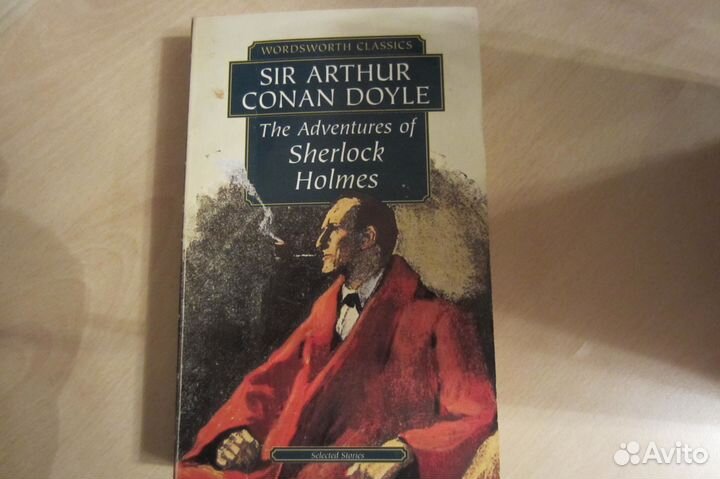 WORDSWORTH CLASSICS
SIR ARTHUR
CONAN DOYLE
The Adventures of
Sherlock
Holmes
Selected Stories
Avito